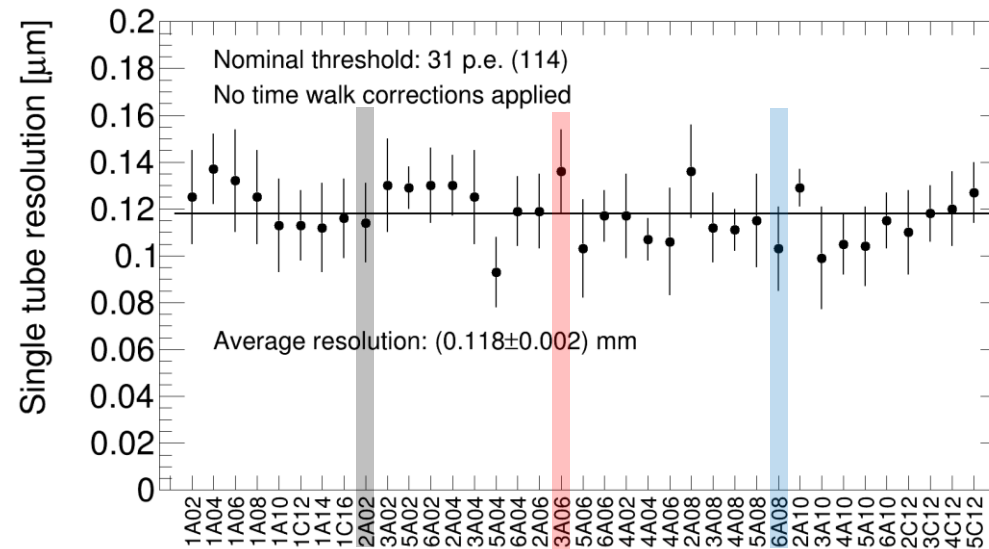 Single tube resolution [μm]
0.2
0.18
0.16
0.14
0.12
0.1
0.08
0.06
0.04
0.02
0
Nominal threshold: 31 p.e. (114)
No time walk corrections applied
Average resolution: (0.118±0.002) mm
1A02
1A04
1A06
1A08
1A10
1C12
1A14
1C16
2A02
3A02
5A02
6A02
2A04
3A04
5A04
6A04
2A06
3A06
5A06
6A06
4A02
4A04
4A06
2A08
3A08
4A08
5A08
6A08
2A10
3A10
4A10
5A10
6A10
2C12
3C12
4C12
5C12